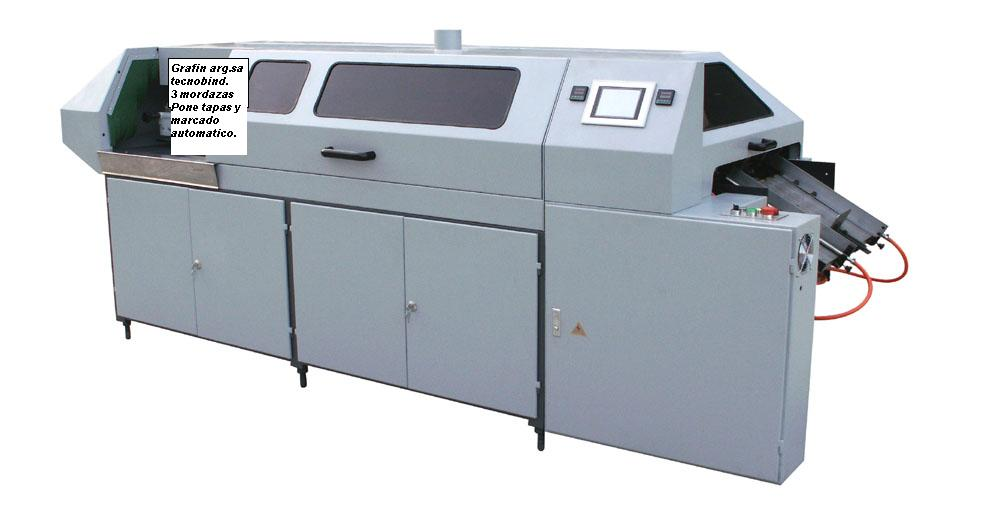 Grafin arg.sa
tecnobind.
3 mordazas
Pone tapas y
marcado
automatico.